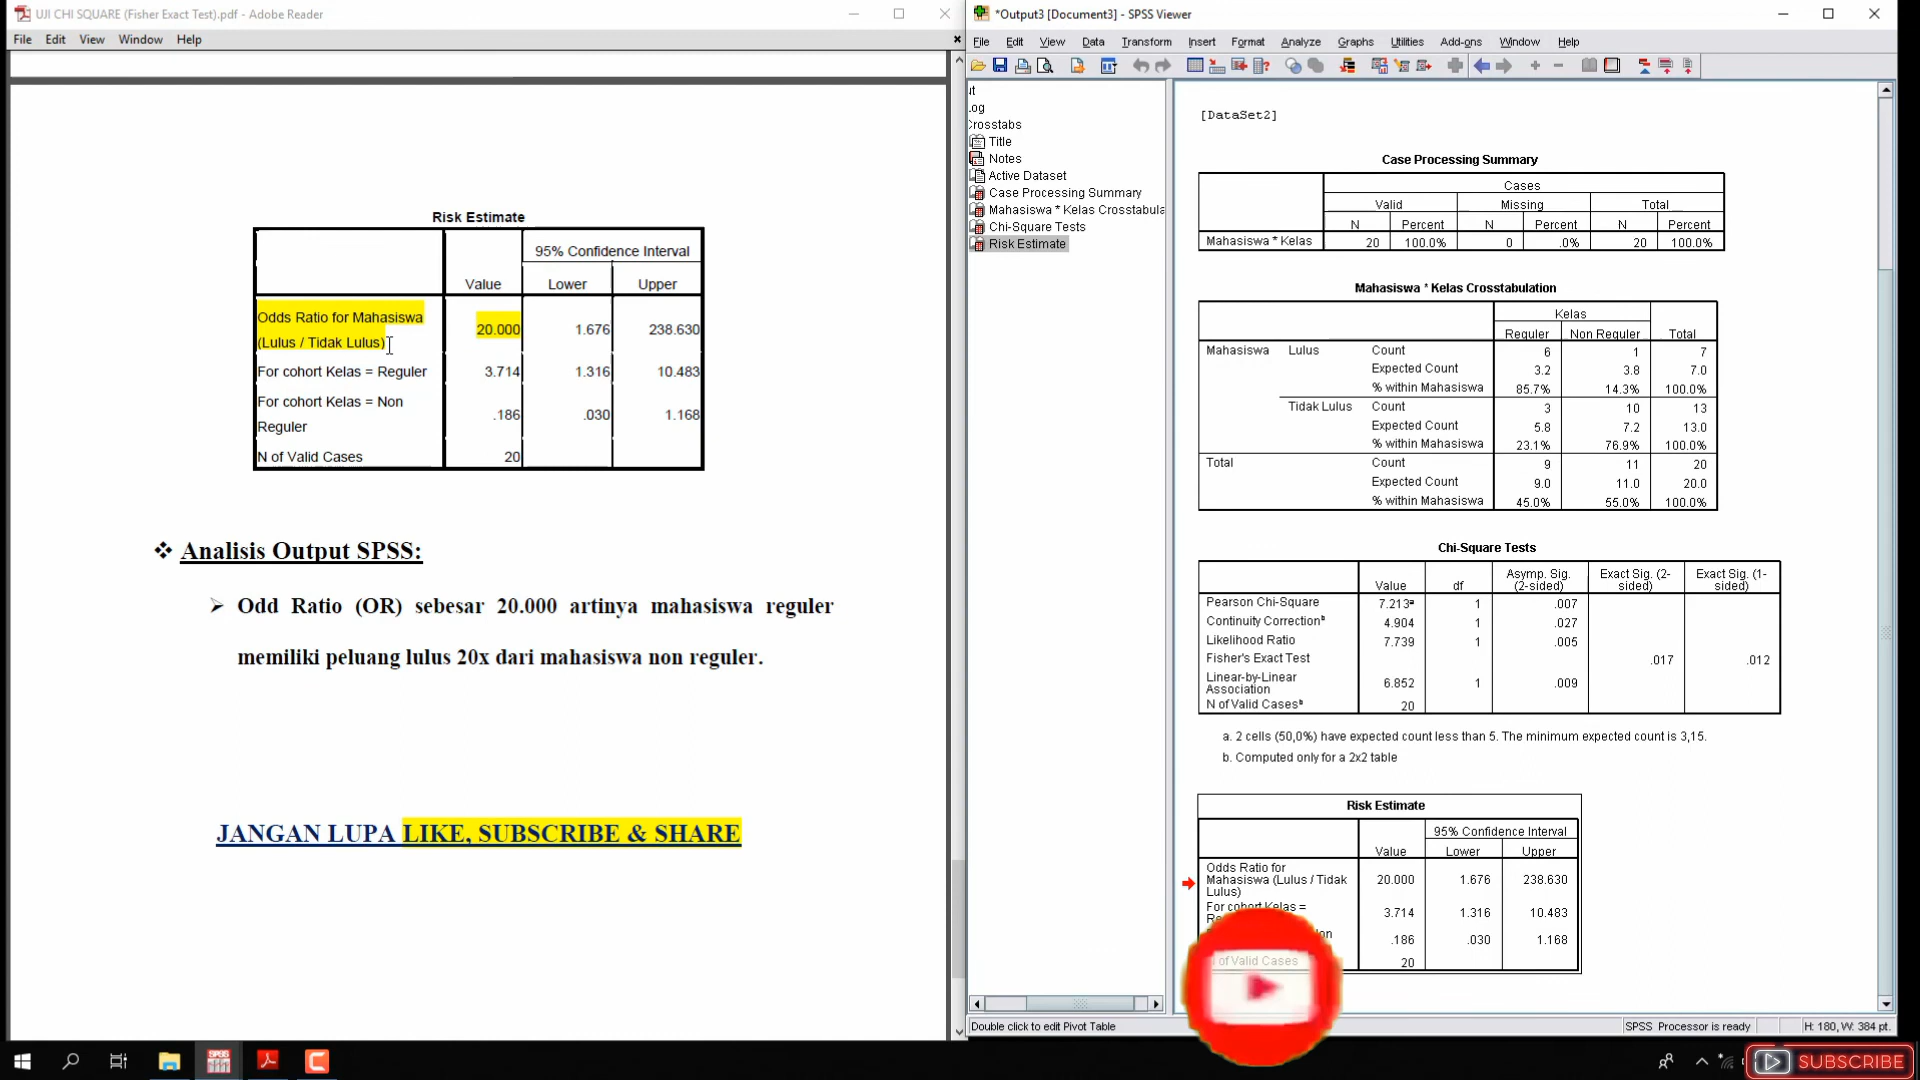 UJI CHI SQUARE (Fisher Exact Test).pdf - Adobe Reader
File Edit View Window Help
Risk Estimate
95% Confidence Interval
Value Lower Upper
Odds Ratio for Mahasiswa
(Lulus / Tidak Lulus) 20.000 1.676 238.630
For cohort Kelas = Reguler 3.714 1.316 10.483
For cohort Kelas = Non
Reguler .186 .030 1.168
N of Valid Cases 20
❖ Analisis Output SPSS:
➢ Odd Ratio (OR) sebesar 20.000 artinya mahasiswa reguler
memiliki peluang lulus 20x dari mahasiswa non reguler.
JANGAN LUPA LIKE, SUBSCRIBE & SHARE
*Output3 [Document3] - SPSS Viewer
File Edit View Data Transform Insert Format Analyze Graphs Utilities Add-ons Window Help
Title
Notes
Active Dataset
Case Processing Summary
Mahasiswa * Kelas Crosstabula
Chi-Square Tests
Risk Estimate
[DataSet2]
Case Processing Summary
Cases
Valid Missing Total
N Percent N Percent N Percent
Mahasiswa * Kelas 20 100.0% 0 .0% 20 100.0%
Mahasiswa * Kelas Crosstabulation
Kelas
Reguler Non Reguler Total
Mahasiswa Lulus Count 6 1 7
Expected Count 3.2 3.8 7.0
% within Mahasiswa 85.7% 14.3% 100.0%
Tidak Lulus Count 3 10 13
Expected Count 5.8 7.2 13.0
% within Mahasiswa 23.1% 76.9% 100.0%
Total Count 9 11 20
Expected Count 9.0 11.0 20.0
% within Mahasiswa 45.0% 55.0% 100.0%
Chi-Square Tests
Value df Asymp. Sig. (2-sided) Exact Sig. (2-sided) Exact Sig. (1-sided)
Pearson Chi-Square 7.213a 1 .007
Continuity Correctionb 4.904 1 .027
Likelihood Ratio 7.739 1 .005
Fisher's Exact Test .017 .012
Linear-by-Linear
Association 6.852 1 .009
N of Valid Casesb 20
a. 2 cells (50,0%) have expected count less than 5. The minimum expected count is 3,15.
b. Computed only for a 2x2 table
Risk Estimate
95% Confidence Interval
Value Lower Upper
Odds Ratio for
Mahasiswa (Lulus / Tidak
Lulus) 20.000 1.676 238.630
For cohort Kelas =
3.714 1.316 10.483
.186 .030 1.168
of Valid Cases 20
Double click to edit Pivot Table
SPSS Processor is ready
H: 180, W: 384 pt.
SPSS
SUBSCRIBE